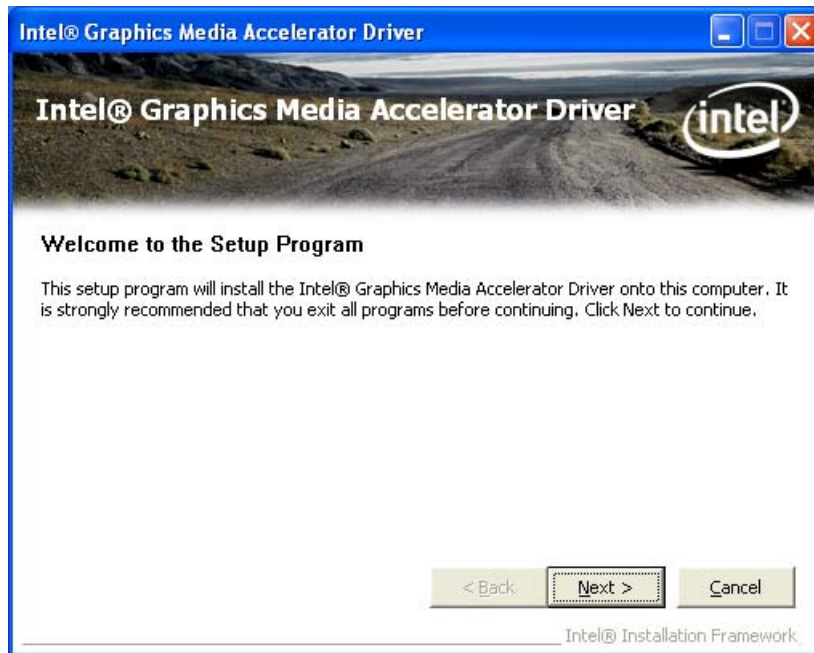 Intel® Graphics Media Accelerator Driver
Intel® Graphics Media Accelerator Driver
intel
Welcome to the Setup Program
This setup program will install the Intel® Graphics Media Accelerator Driver onto this computer. It
is strongly recommended that you exit all programs before continuing. Click Next to continue.
< Back Next > Cancel
Intel® Installation Framework